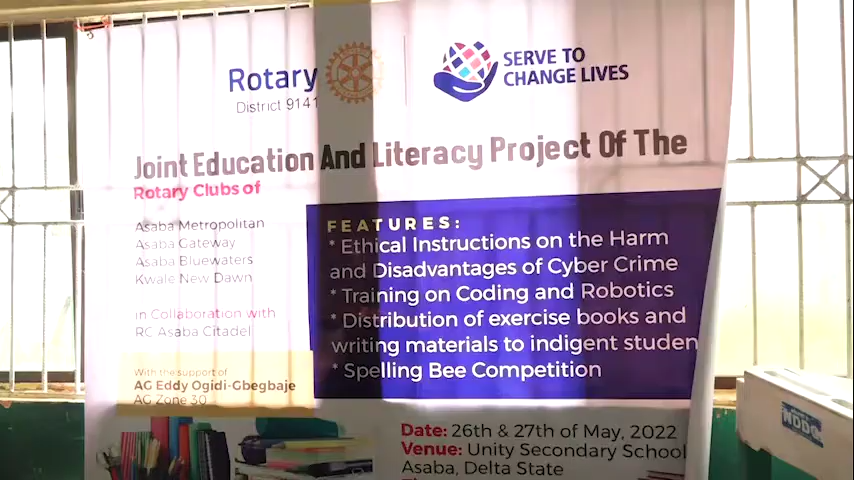 Rotary
District 9141
SERVE TO
CHANGE LIVES
Joint Education And Literacy Project Of The
Rotary Clubs of
Asaba Metropolitan
Asaba Gateway
Asaba Bluewaters
Kwale New Dawn
in Collaboration with
RC Asaba Citadel
With the support of
AG Eddy Ogidi-Gbegbaje
AG Zone 30
FEATURES:
* Ethical Instructions on the Harm
and Disadvantages of Cyber Crime
* Training on Coding and Robotics
* Distribution of exercise books and
writing materials to indigent studen
* Spelling Bee Competition
Date: 26th & 27th of May, 2022
Venue: Unity Secondary School
Asaba, Delta State
NDDC